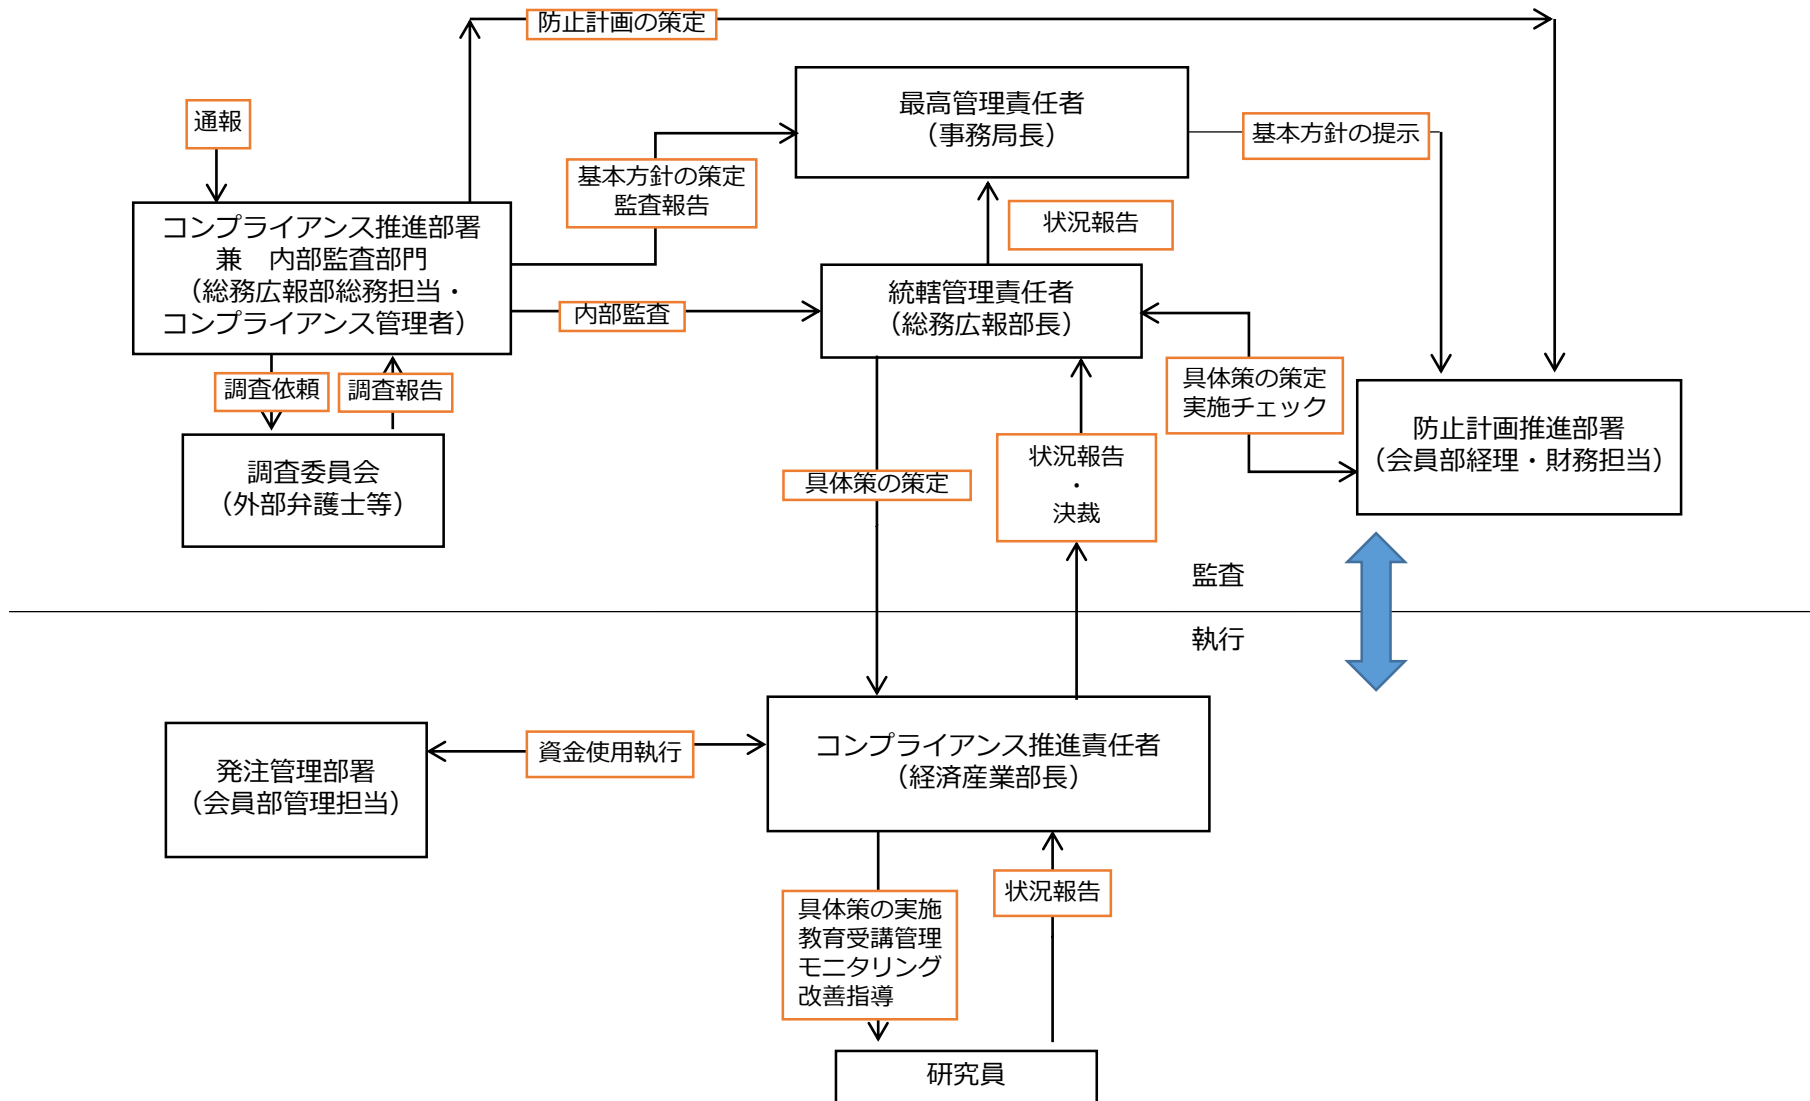 防止計画の策定
最高管理責任者
（事務局長）
通報
基本方針の提示
基本方針の策定
監査報告
状況報告
コンプライアンス推進部署
兼　内部監査部門
（総務広報部総務担当・
コンプライアンス管理者）
統轄管理責任者
（総務広報部長）
内部監査
調査依頼
調査報告
具体策の策定
実施チェック
防止計画推進部署
（会員部経理・財務担当）
調査委員会
（外部弁護士等）
具体策の策定
状況報告
・
決裁
監査
執行
発注管理部署
（会員部管理担当）
資金使用執行
コンプライアンス推進責任者
（経済産業部長）
具体策の実施
教育受講管理
モニタリング
改善指導
状況報告
研究員